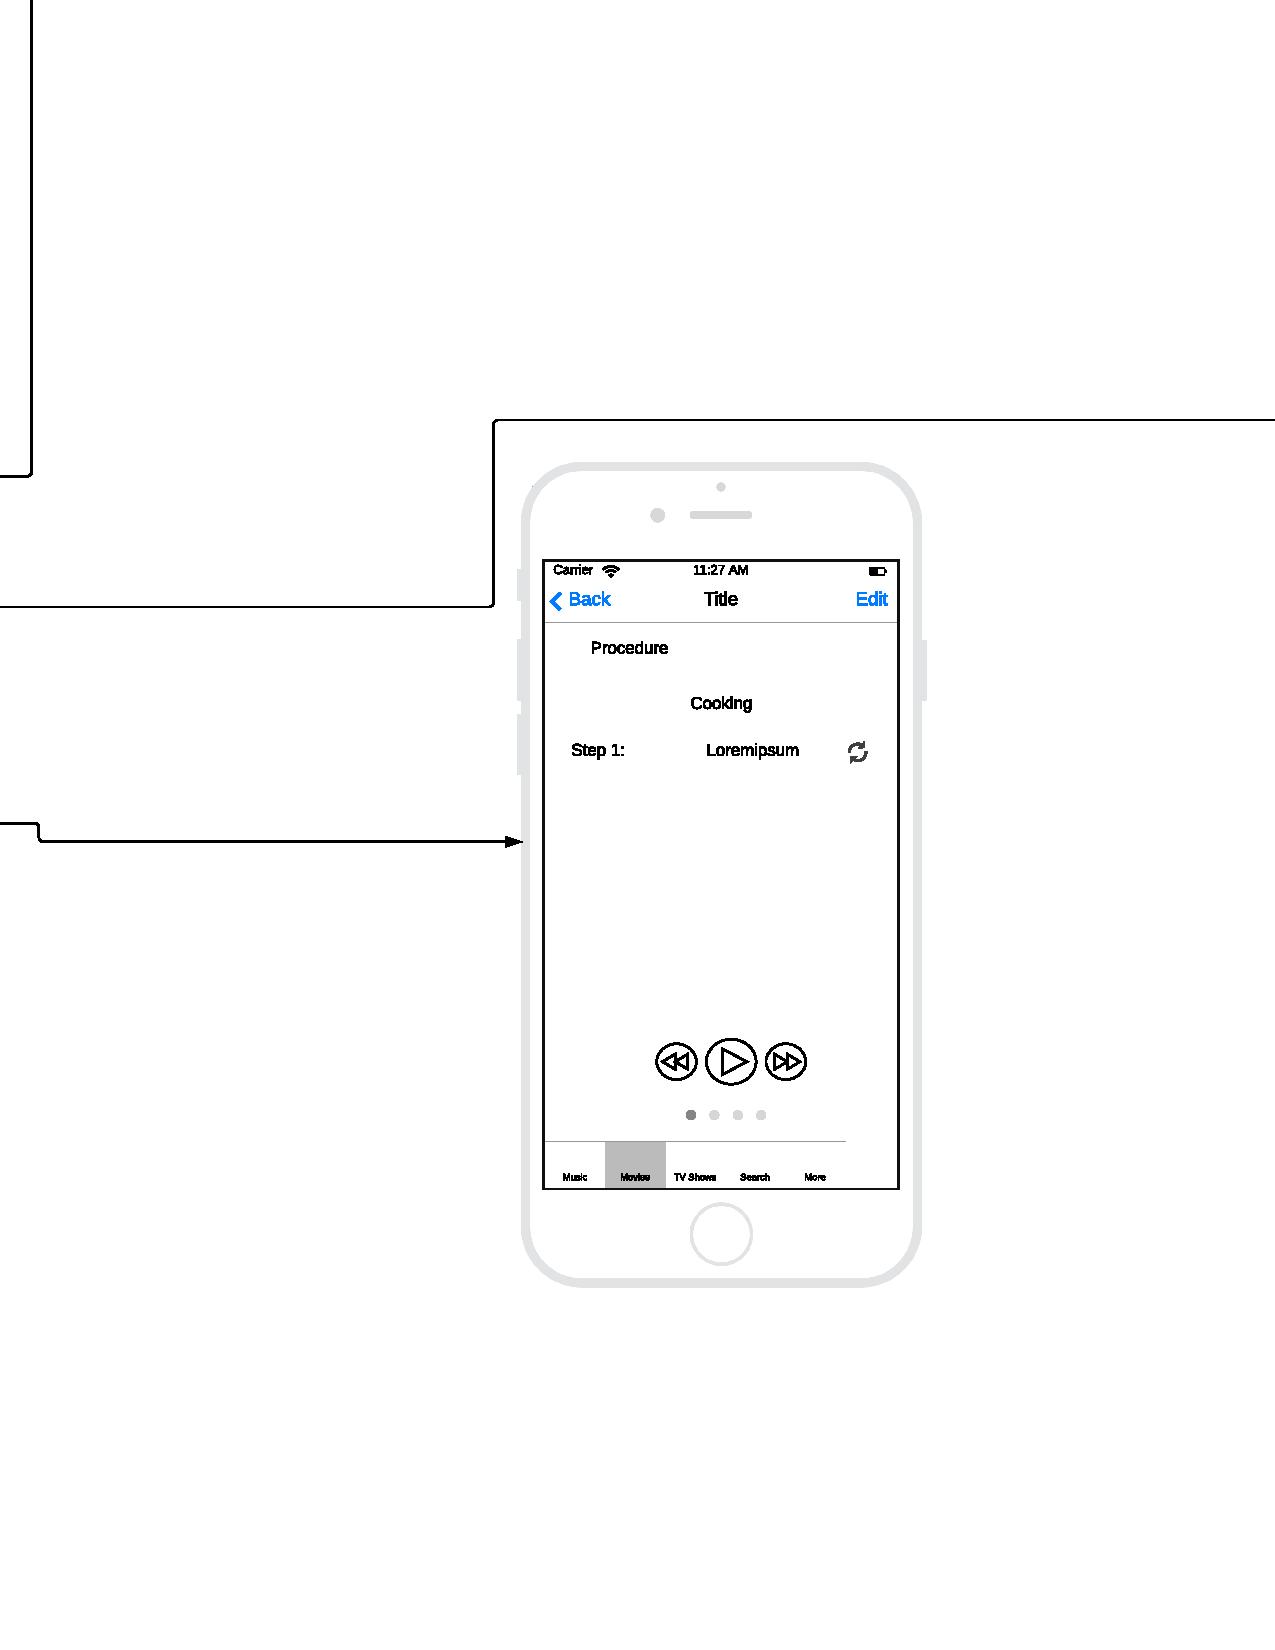 Carrier 11:27 AM
Back Title Edit
Procedure
Cooking
Step 1: Loremipsum
Music Movies TV Shows Search More